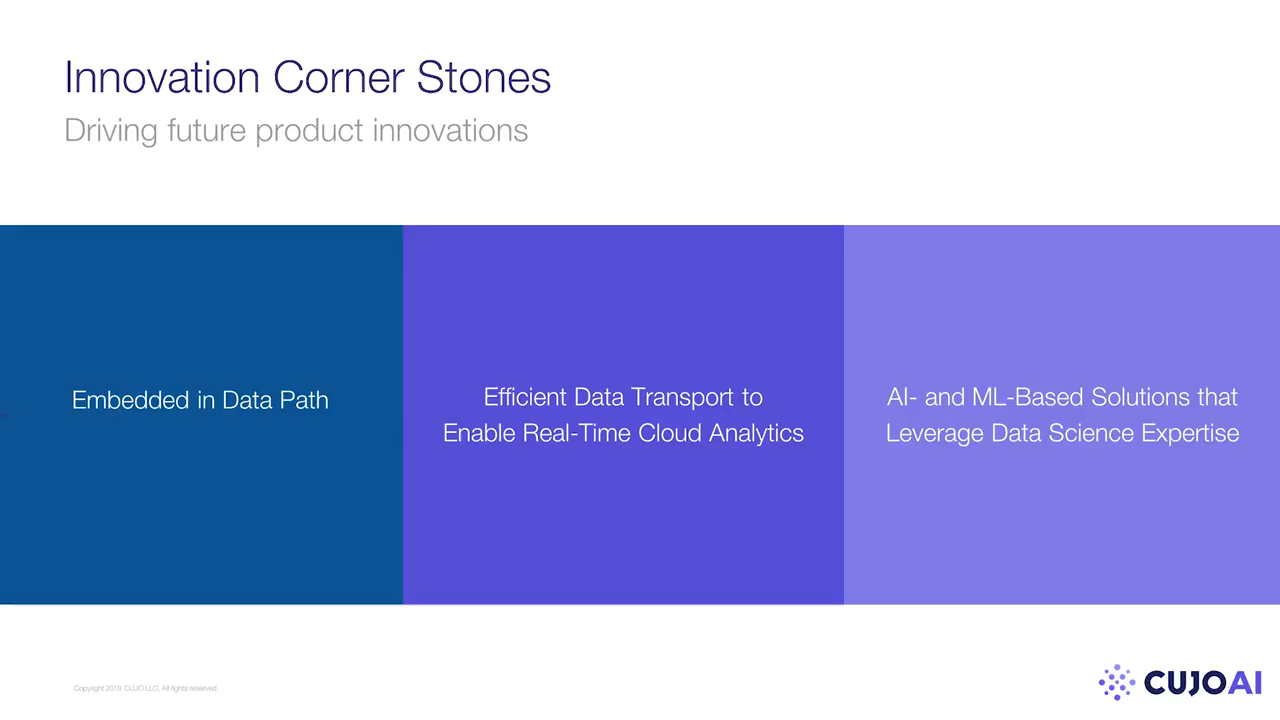 Innovation Corner Stones
Driving future product innovations
Embedded in Data Path
Efficient Data Transport to
Enable Real-Time Cloud Analytics
AI- and ML-Based Solutions that
Leverage Data Science Expertise
Copyright 2018 CUJO LLC, All rights reserved.
CUJOAI